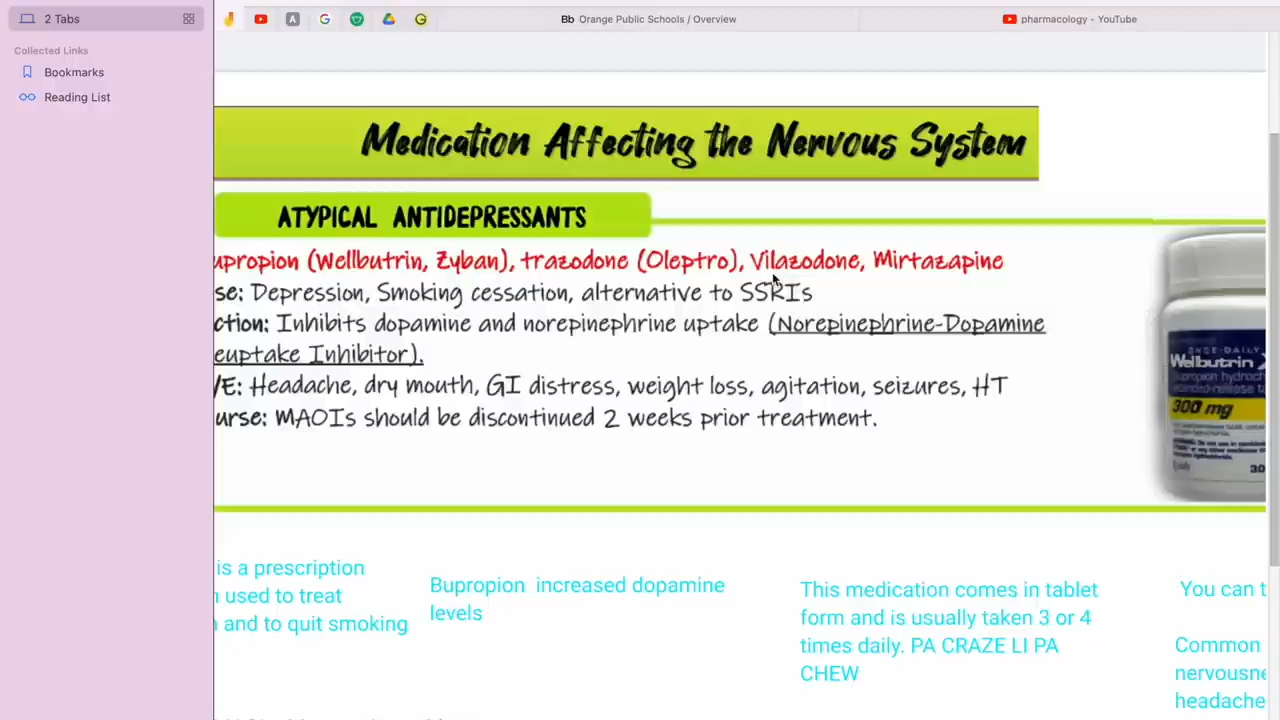 2 Tabs
Bb Orange Public Schools / Overview
pharmacology - YouTube
Collected Links
Bookmarks
Reading List
Medication Affecting the Nervous System
ATYPICAL ANTIDEPRESSANTS
upropion (Wellbutrin, Zyban), trazodone (Oleptro), Vilazodone, Mirtazapine
se: Depression, Smoking cessation, alternative to SSRIs
ction: Inhibits dopamine and norepinephrine uptake (Norepinephrine-Dopamine
euptake Inhibitor).
/E: Headache, dry mouth, GI distress, weight loss, agitation, seizures, HT
urse: MAOIs should be discontinued 2 weeks prior treatment.
ONCE-DAILY
Wellbutrin X
300 mg
30
is a prescription
used to treat
and to quit smoking
Bupropion increased dopamine
levels
This medication comes in tablet
form and is usually taken 3 or 4
times daily. PA CRAZE LI PA
CHEW
You can t
Common
nervousne
headache